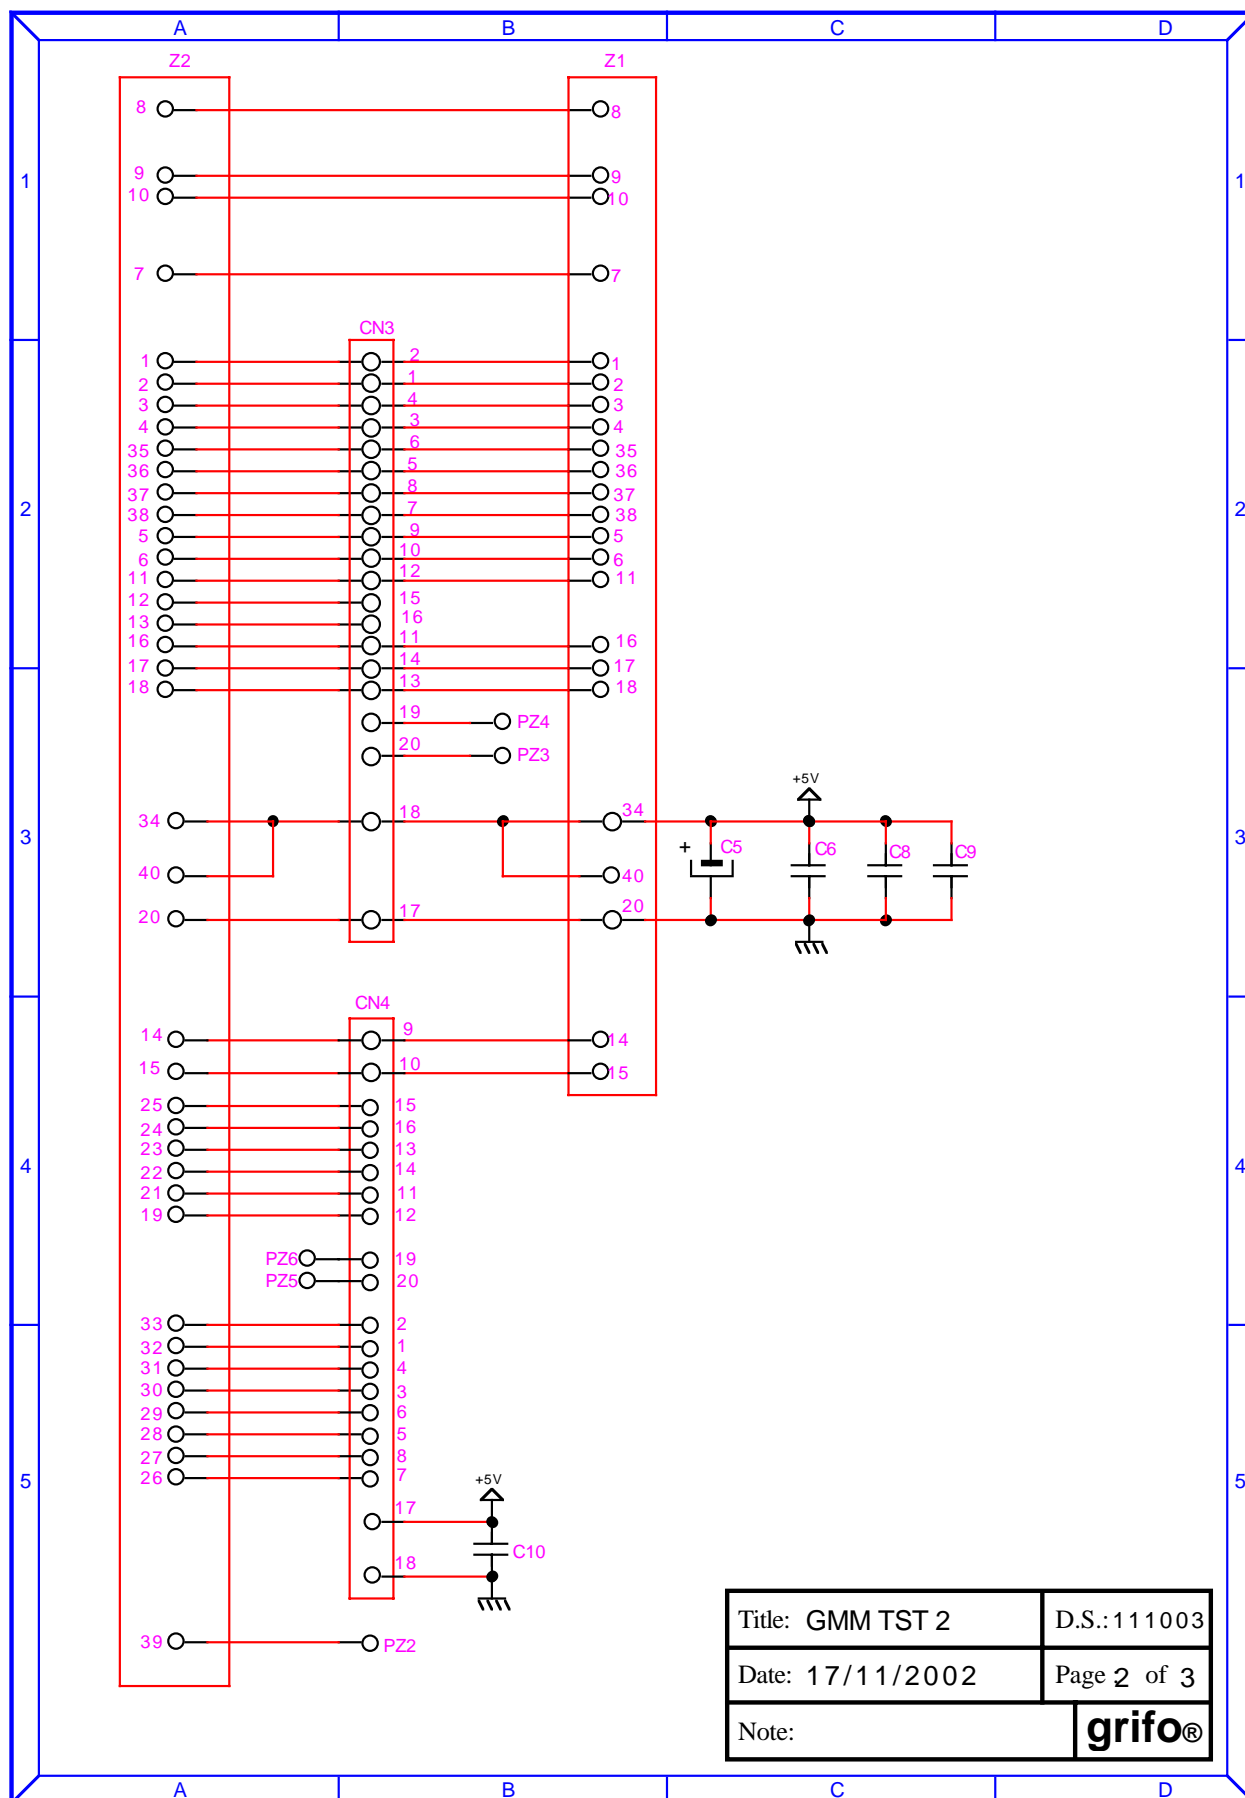 A B C D
Z2 Z1
8 8
9 9
1 1
10 10
7 7
CN3
1 2 1
2 1 2
3 4 3
4 3 4
35 6 35
36 5 36
37 8 37
2 2
38 7 38
5 9 5
6 10 6
11 12 11
12 15
13 16
16 11 16
17 14 17
18 13 18
19 PZ4
20 PZ3
+5V
34 18 34
3 3
+ C5 C6 C8 C9
40 40
20 17 20
CN4
14 9 14
15 10 15
25 15
24 16
23 13
4 4
22 14
21 11
19 12
PZ6 19
PZ5 20
33 2
32 1
31 4
30 3
29 6
28 5
27 8
26 7
5 5
+5V
17
C10
18
39 PZ2
Title: GMM TST 2 D.S.:111003
Date: 17/11/2002 Page : 2 of 3
Note: grifo®
A B C D